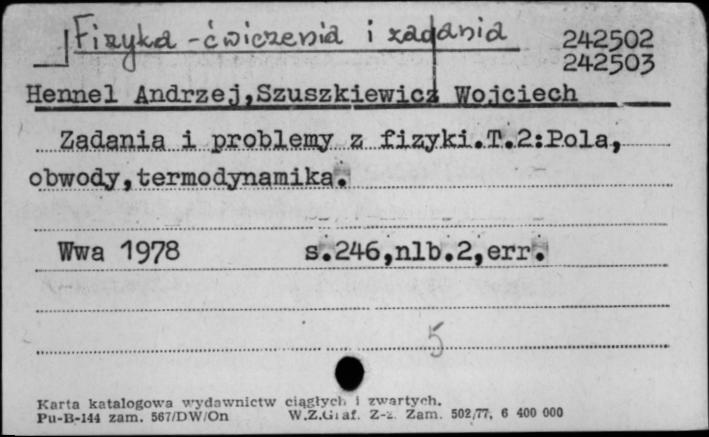 Fizyka - ćwiczenia i zadania
242502
242503
Hennel Andrzej,Szuszkiewicz Wojciech
Zadania i problemy z fizyki.T.2:Pola,
obwody,termodynamika.
Wwa 1978 s.246,nlb.2,err.
5
Karta katalogowa wydawnictw ciągłych i zwartych.
Pu-B-144 zam. 567/DW/On W.Z.Graf. Z-z. Zam. 502/77, 6 400 000